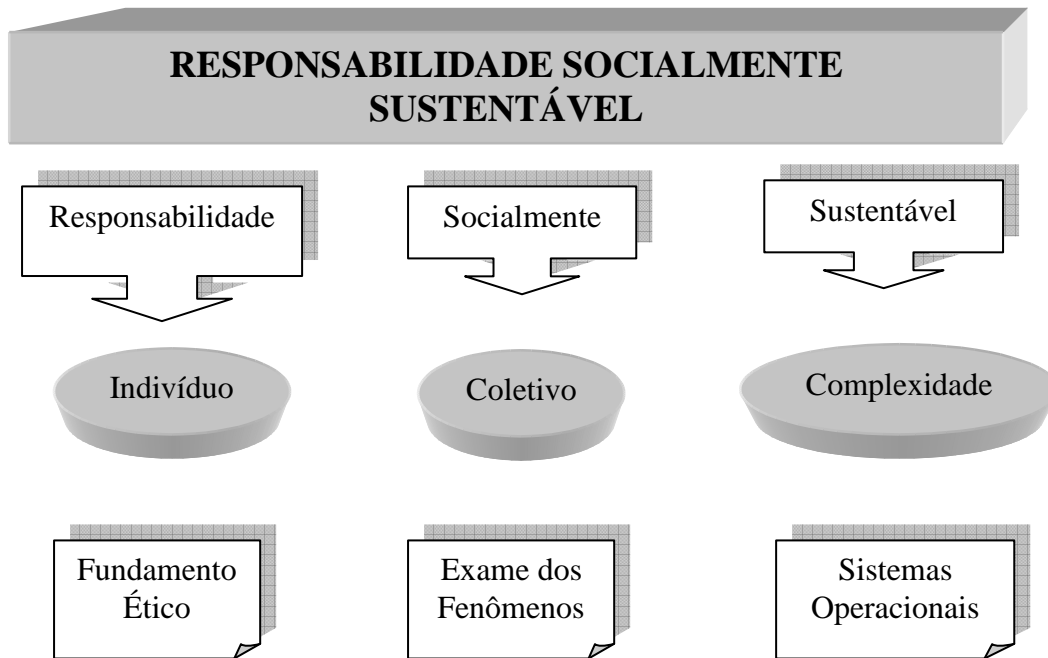 RESPONSABILIDADE SOCIALMENTE
SUSTENTÁVEL
Responsabilidade
Socialmente
Sustentável
Indivíduo
Coletivo
Complexidade
Fundamento
Ético
Exame dos
Fenômenos
Sistemas
Operacionais